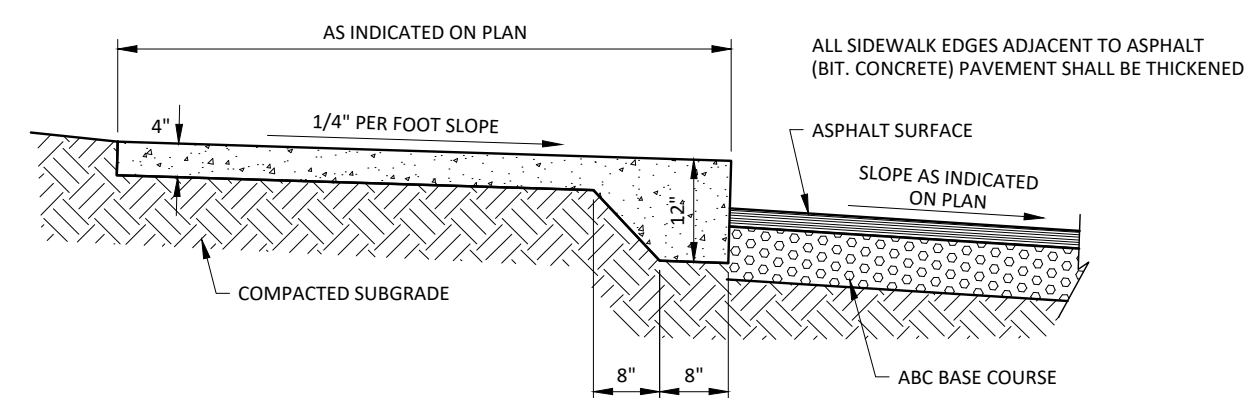 AS INDICATED ON PLAN
ALL SIDEWALK EDGES ADJACENT TO ASPHALT
(BIT. CONCRETE) PAVEMENT SHALL BE THICKENED
4"
1/4" PER FOOT SLOPE
ASPHALT SURFACE
SLOPE AS INDICATED
ON PLAN
12"
COMPACTED SUBGRADE
8"
8"
ABC BASE COURSE